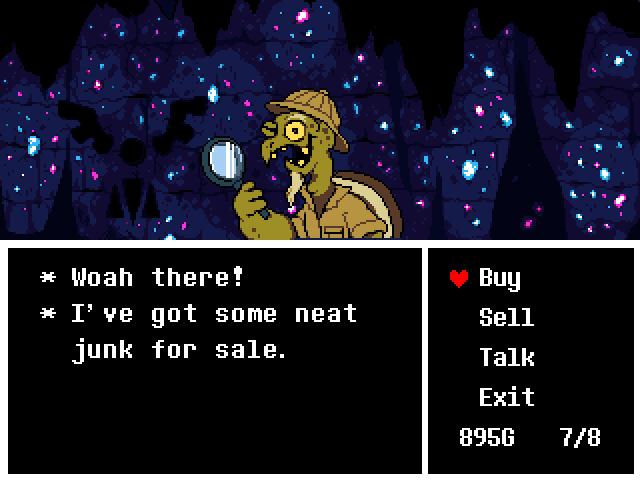 * Woah there!
* I've got some neat
junk for sale.
Buy
Sell
Talk
Exit
895G 7/8